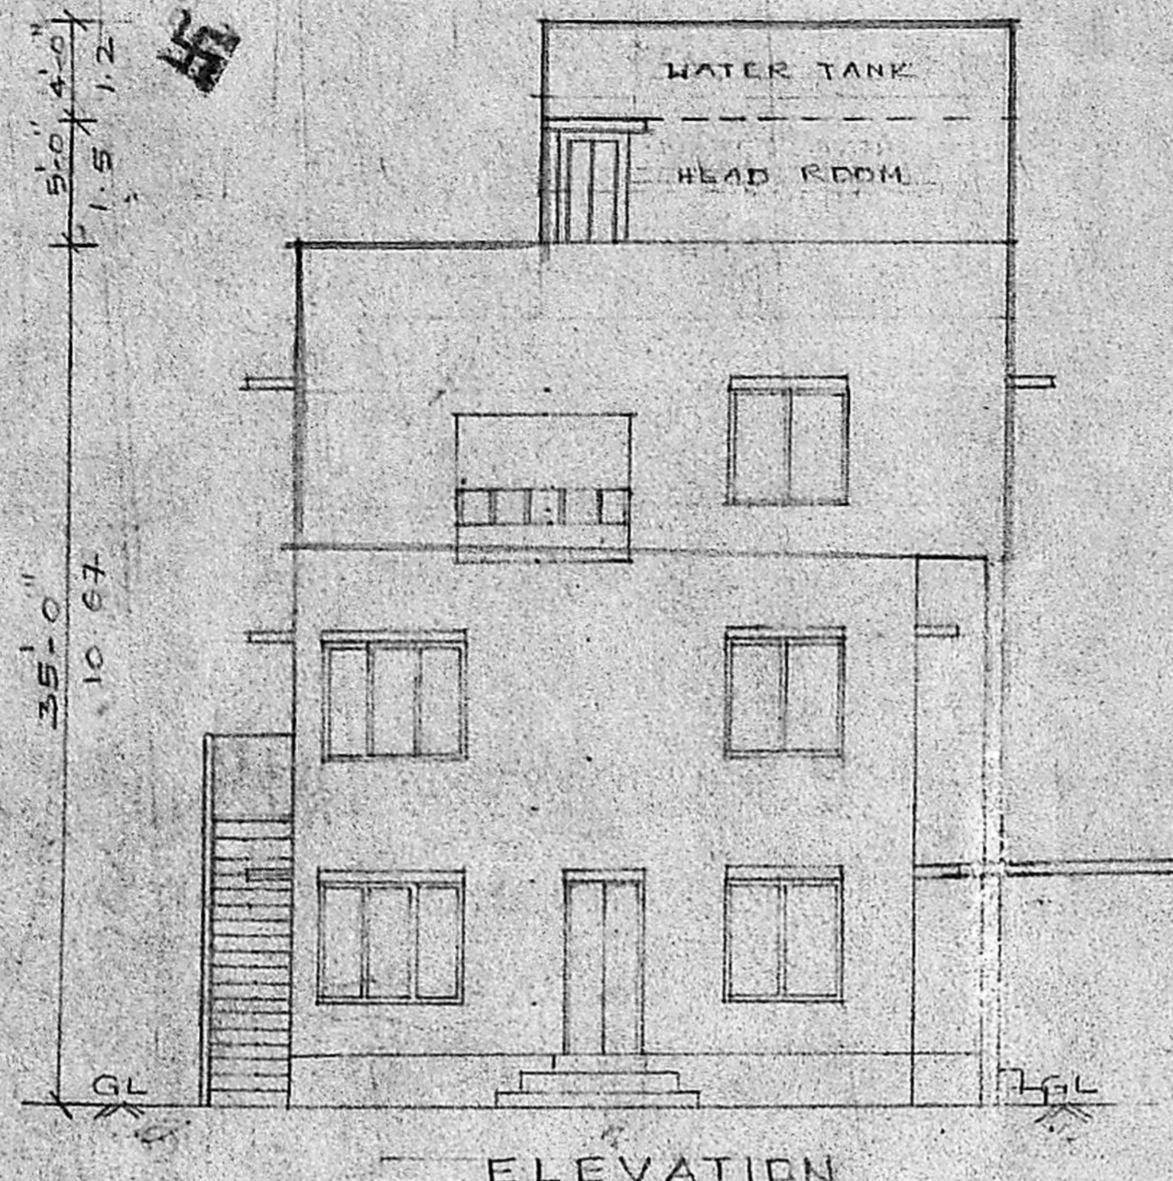 4'-0"
1.2
WATER TANK
5'-0"
1.5
HEAD ROOM
35'-0"
10.67
GL
GL
ELEVATION